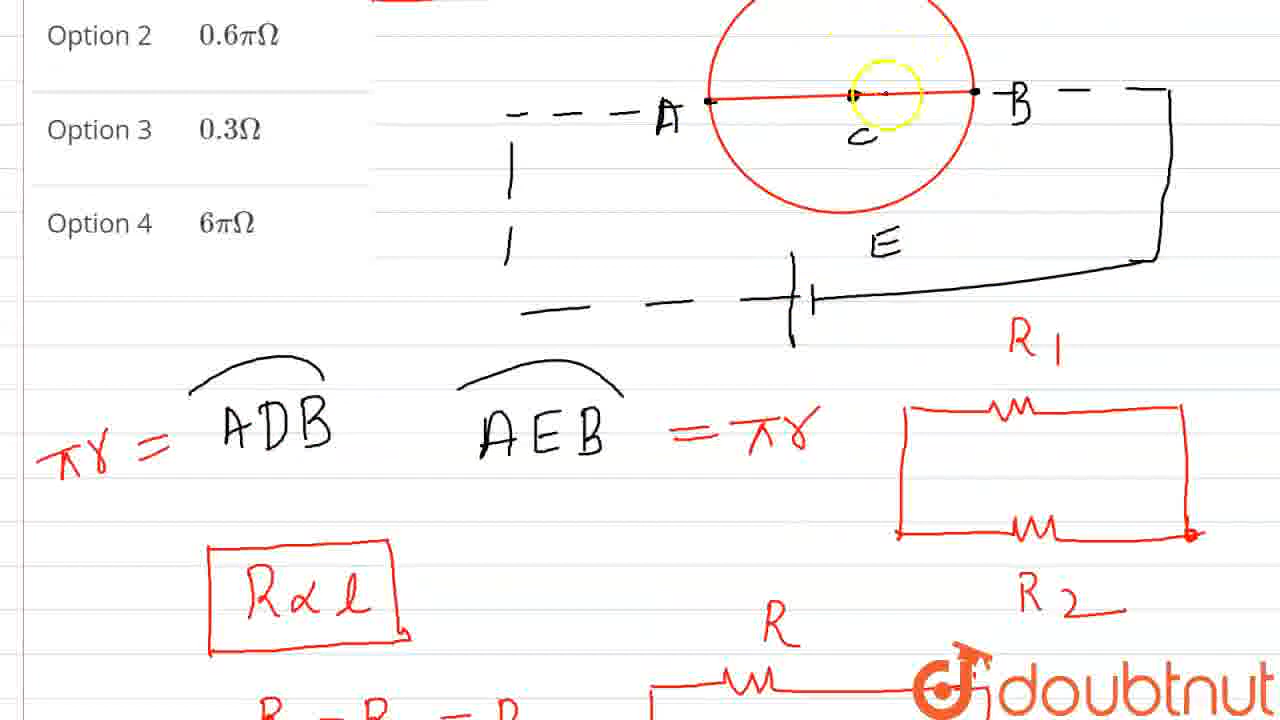 Option 2 0.6πΩ
A B
C
Option 3 0.3Ω
Option 4 6πΩ
E
R1
πr = ADB AEB = πr
R ∝ l
R2
R
doubtnut